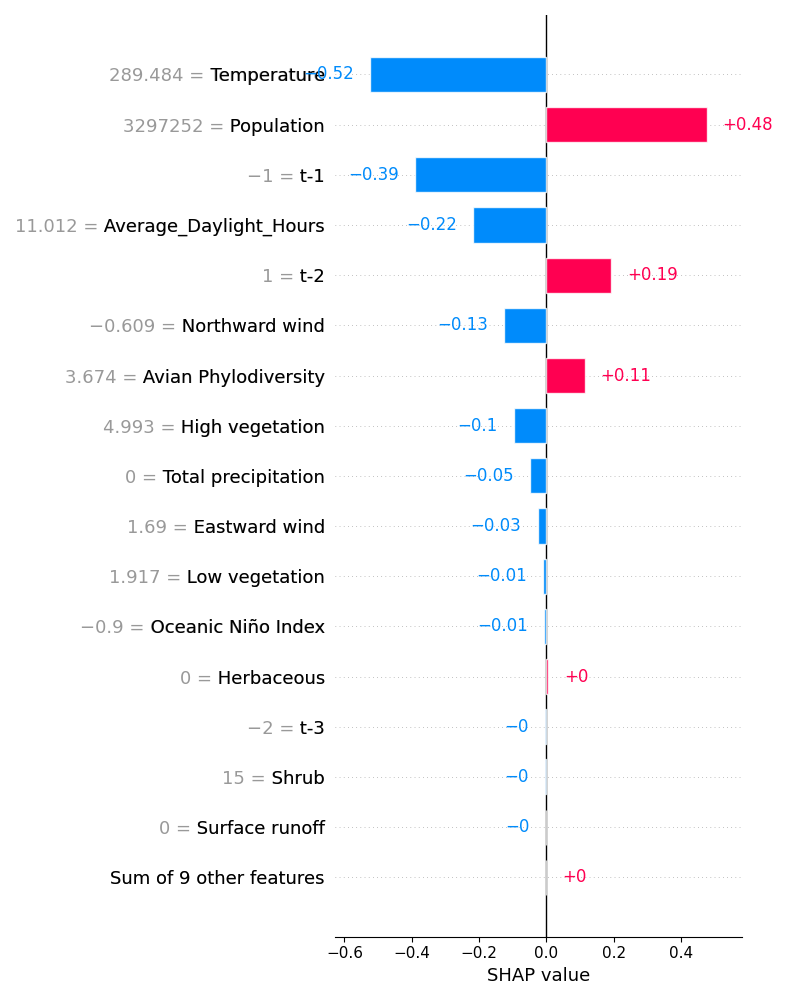 289.484 = Temperature −0.52
3297252 = Population +0.48
−1 = t-1 −0.39
11.012 = Average_Daylight_Hours −0.22
1 = t-2 +0.19
−0.609 = Northward wind −0.13
3.674 = Avian Phylodiversity +0.11
4.993 = High vegetation −0.1
0 = Total precipitation −0.05
1.69 = Eastward wind −0.03
1.917 = Low vegetation −0.01
−0.9 = Oceanic Niño Index −0.01
0 = Herbaceous +0
−2 = t-3 −0
15 = Shrub −0
0 = Surface runoff −0
Sum of 9 other features +0
−0.6 −0.4 −0.2 0.0 0.2 0.4
SHAP value